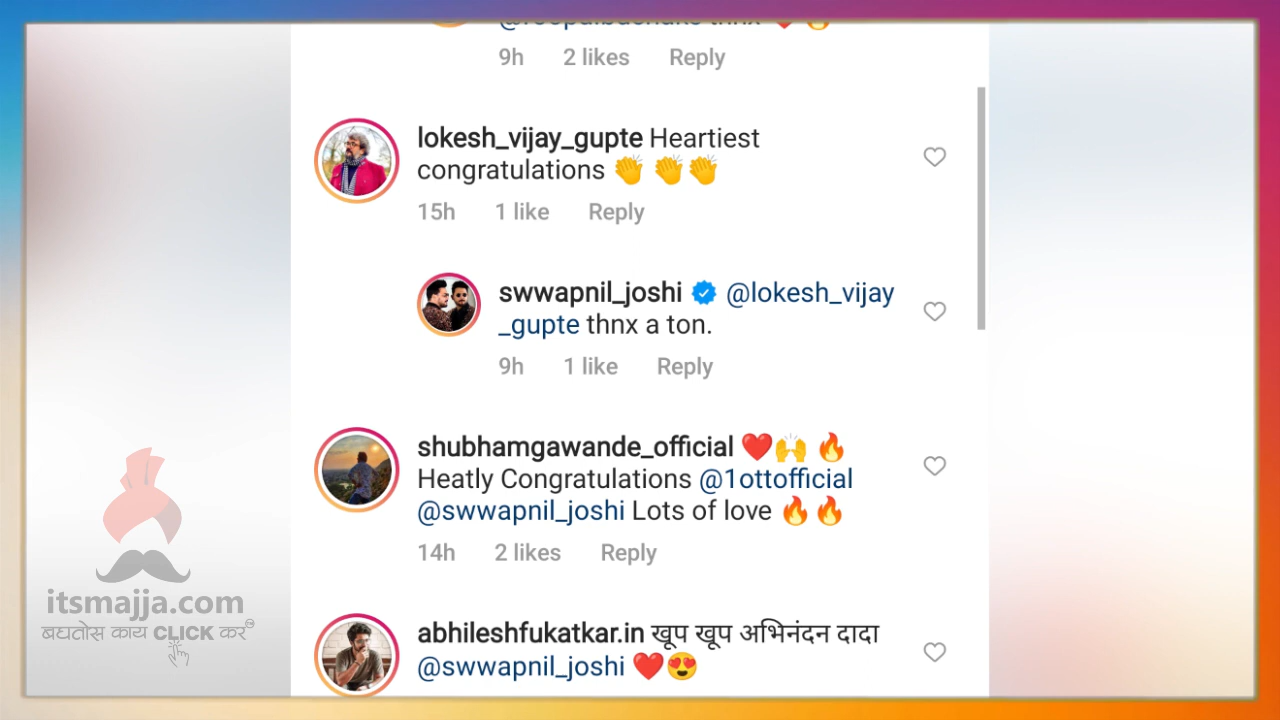 9h 2 likes Reply
lokesh_vijay_gupte Heartiest
congratulations 👏 👏 👏
15h 1 like Reply
swwapnil_joshi @lokesh_vijay
_gupte thnx a ton.
9h 1 like Reply
shubhamgawande_official ❤️🙌 🔥
Heatly Congratulations @1ottofficial
@swwapnil_joshi Lots of love 🔥 🔥
14h 2 likes Reply
abhileshfukatkar.in खूप खूप अभिनंदन दादा
@swwapnil_joshi ❤️😍
itsmajja.com
बघतोस काय CLICK कर